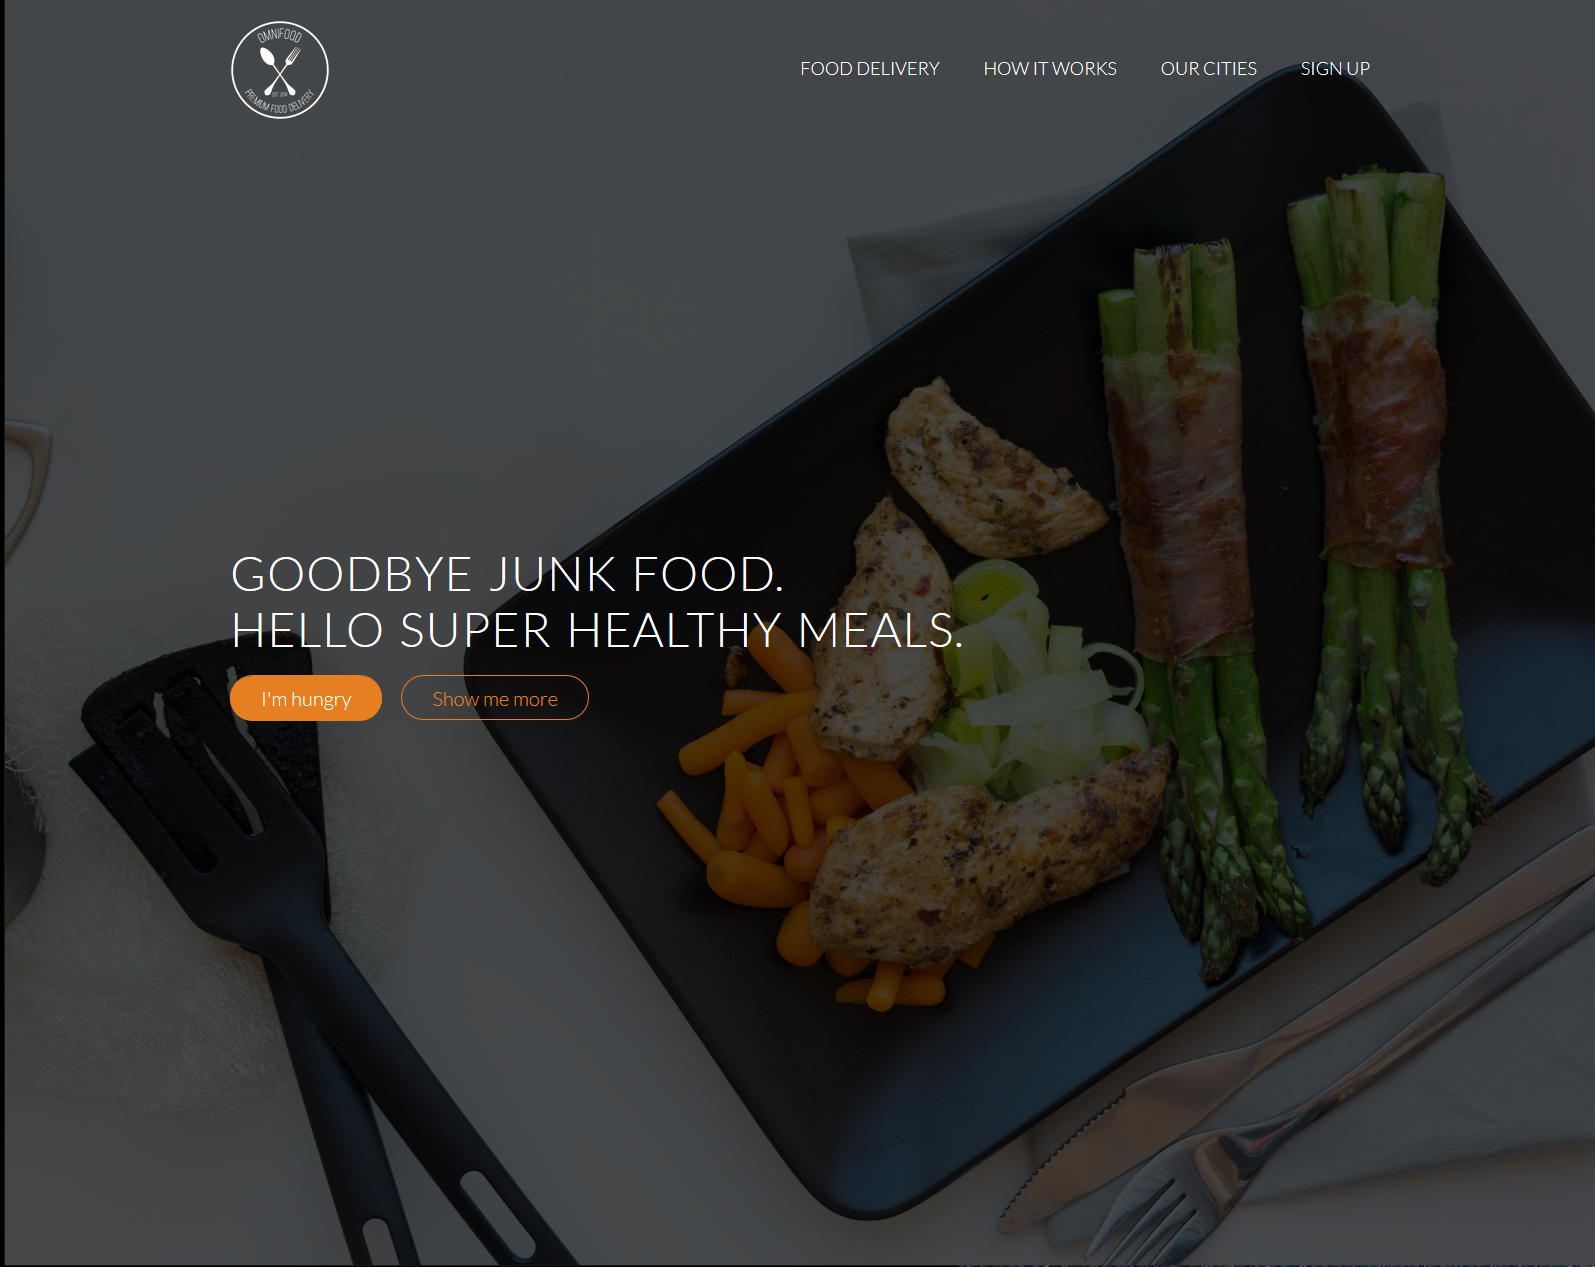 OMNIFOOD
EST. 2014
PREMIUM FOOD DELIVERY
FOOD DELIVERY
HOW IT WORKS
OUR CITIES
SIGN UP
GOODBYE JUNK FOOD.
HELLO SUPER HEALTHY MEALS.
I'm hungry
Show me more